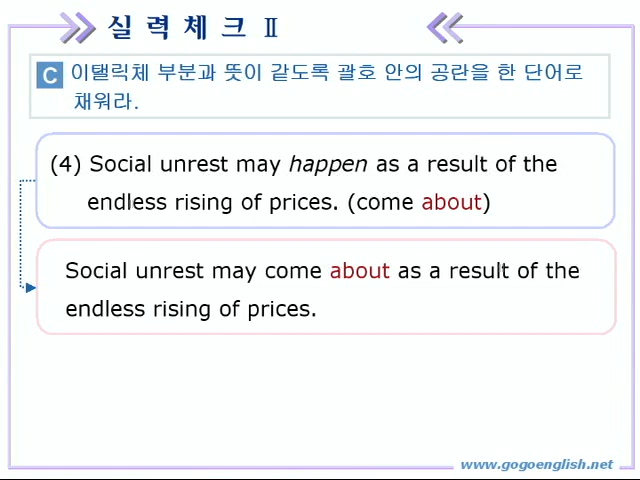 실 력 체 크 Ⅱ
C 이탤릭체 부분과 뜻이 같도록 괄호 안의 공란을 한 단어로
채워라.
(4) Social unrest may happen as a result of the
endless rising of prices. (come about)
Social unrest may come about as a result of the
endless rising of prices.
www.gogoenglish.net